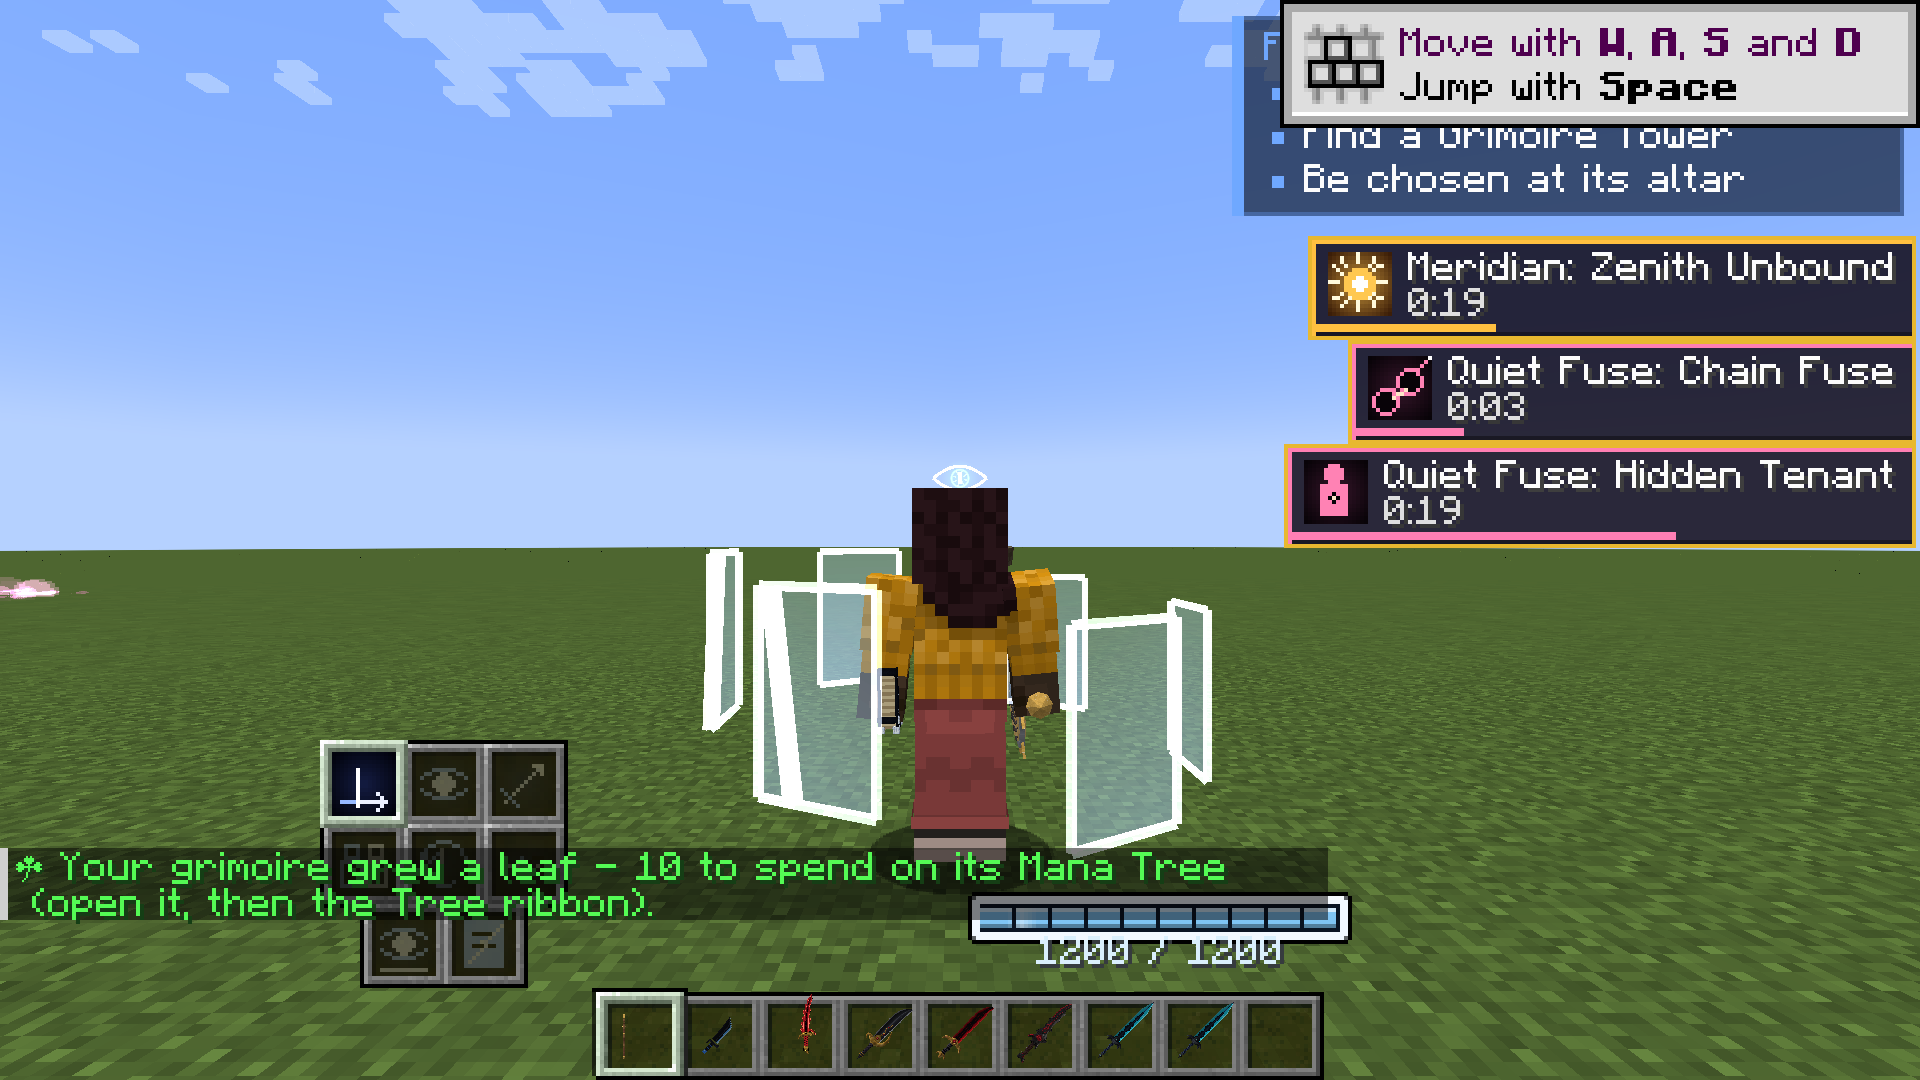 Move with W, A, S and D
Jump with Space
Find a Grimoire Tower
Be chosen at its altar
Meridian: Zenith Unbound
0:19
Quiet Fuse: Chain Fuse
0:03
Quiet Fuse: Hidden Tenant
0:19
Your grimoire grew a leaf – 10 to spend on its Mana Tree
(open it, then the Tree ribbon).
1200 / 1200